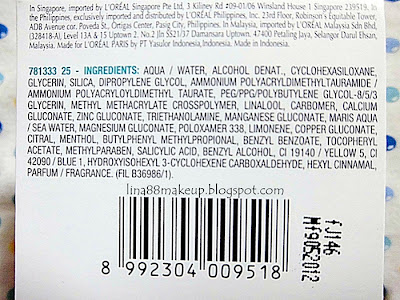 In Singapore, imported by L'ORÉAL Singapore Pte Ltd, 3 Killiney Rd #09-01/06 Winsland House 1 Singapore 239519, In
the Philippines, exclusively imported and distributed by L'ORÉAL Philippines, Inc. 23rd Floor, Robinson's Equitable Tower,
ADB Avenue cor. Poveda St., Ortigas Center, Pasig City, Philippines. In Malaysia, imported by L'ORÉAL Malaysia Sdn Bhd,
(328418-A), Level 13A & 15 Uptown 2. No.2 Jln SS21/37 Damansara Uptown, 47400 Petaling Jaya, Selangor Darul Ehsan,
Malaysia. Made for L'ORÉAL PARIS by PT Yasulor Indonesia, Made in Indonesia.
781333 25 - INGREDIENTS: AQUA / WATER, ALCOHOL DENAT., CYCLOHEXASILOXANE,
GLYCERIN, SILICA, DIPROPYLENE GLYCOL, AMMONIUM POLYACRYLDIMETHYLTAURAMIDE /
AMMONIUM POLYACRYLOYLDIMETHYL TAURATE, PEG/PPG/POLYBUTYLENE GLYCOL-8/5/3
GLYCERIN, METHYL METHACRYLATE CROSSPOLYMER, LINALOOL, CARBOMER, CALCIUM
GLUCONATE, ZINC GLUCONATE, TRIETHANOLAMINE, MANGANESE GLUCONATE, MARIS AQUA
/ SEA WATER, MAGNESIUM GLUCONATE, POLOXAMER 338, LIMONENE, COPPER GLUCONATE,
CITRAL, MENTHOL, BUTYLPHENYL METHYLPROPIONAL, BENZYL BENZOATE, TOCOPHERYL
ACETATE, METHYLPARABEN, SALICYLIC ACID, BENZYL ALCOHOL, CI 19140 / YELLOW 5, CI
42090 / BLUE 1, HYDROXYISOHEXYL 3-CYCLOHEXENE CARBOXALDEHYDE, HEXYL CINNAMAL,
PARFUM / FRAGRANCE. (FIL B36986/1).
lina88makeup.blogspot.com
8 992304 009518
fJ146
Mf9052012